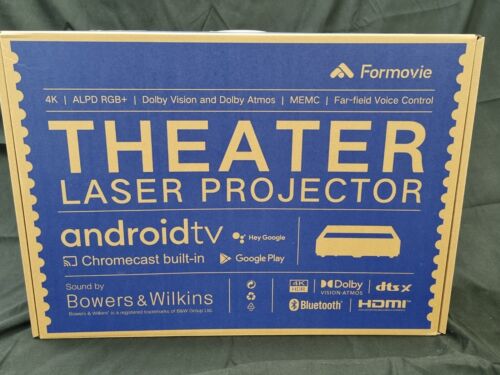 Formovie
4K | ALPD RGB+ | Dolby Vision and Dolby Atmos | MEMC | Far-field Voice Control
THEATER
LASER PROJECTOR
androidtv Hey Google
Chromecast built-in Google Play
Sound by
Bowers & Wilkins
Bowers & Wilkins' is a registered trademarks of B&W Group Ltd.
4K HDR Dolby VISION·ATMOS dts X
Bluetooth® HDMI